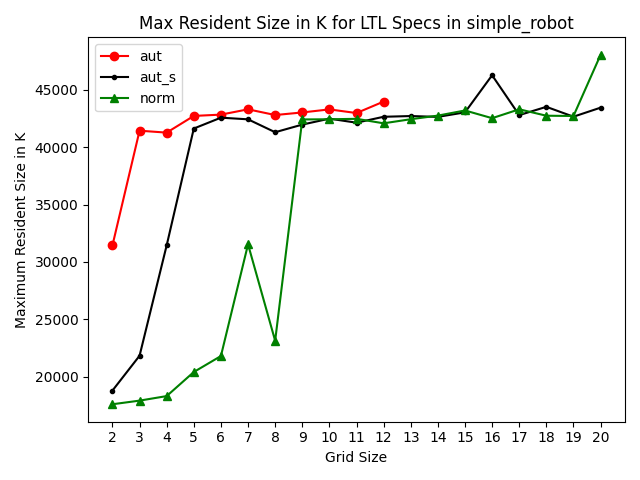 Max Resident Size in K for LTL Specs in simple_robot
aut
aut_s
norm
Maximum Resident Size in K
45000
40000
35000
30000
25000
20000
2 3 4 5 6 7 8 9 10 11 12 13 14 15 16 17 18 19 20
Grid Size